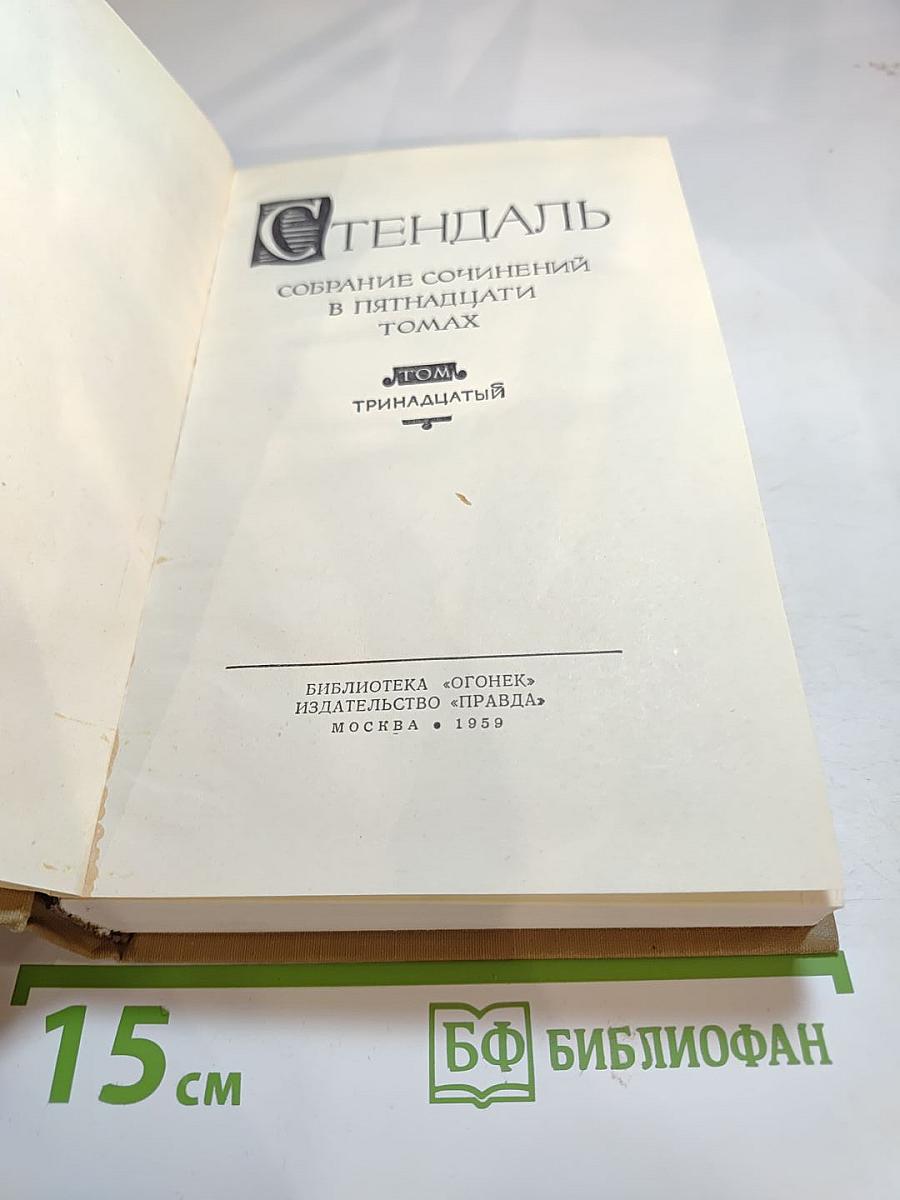 СТЕНДАЛЬ
СОБРАНИЕ СОЧИНЕНИЙ
В ПЯТНАДЦАТИ
ТОМАХ
ТОМ
ТРИНАДЦАТЫЙ
БИБЛИОТЕКА «ОГОНЕК»
ИЗДАТЕЛЬСТВО «ПРАВДА»
МОСКВА • 1959
15 см
БФ БИБЛИОФАН